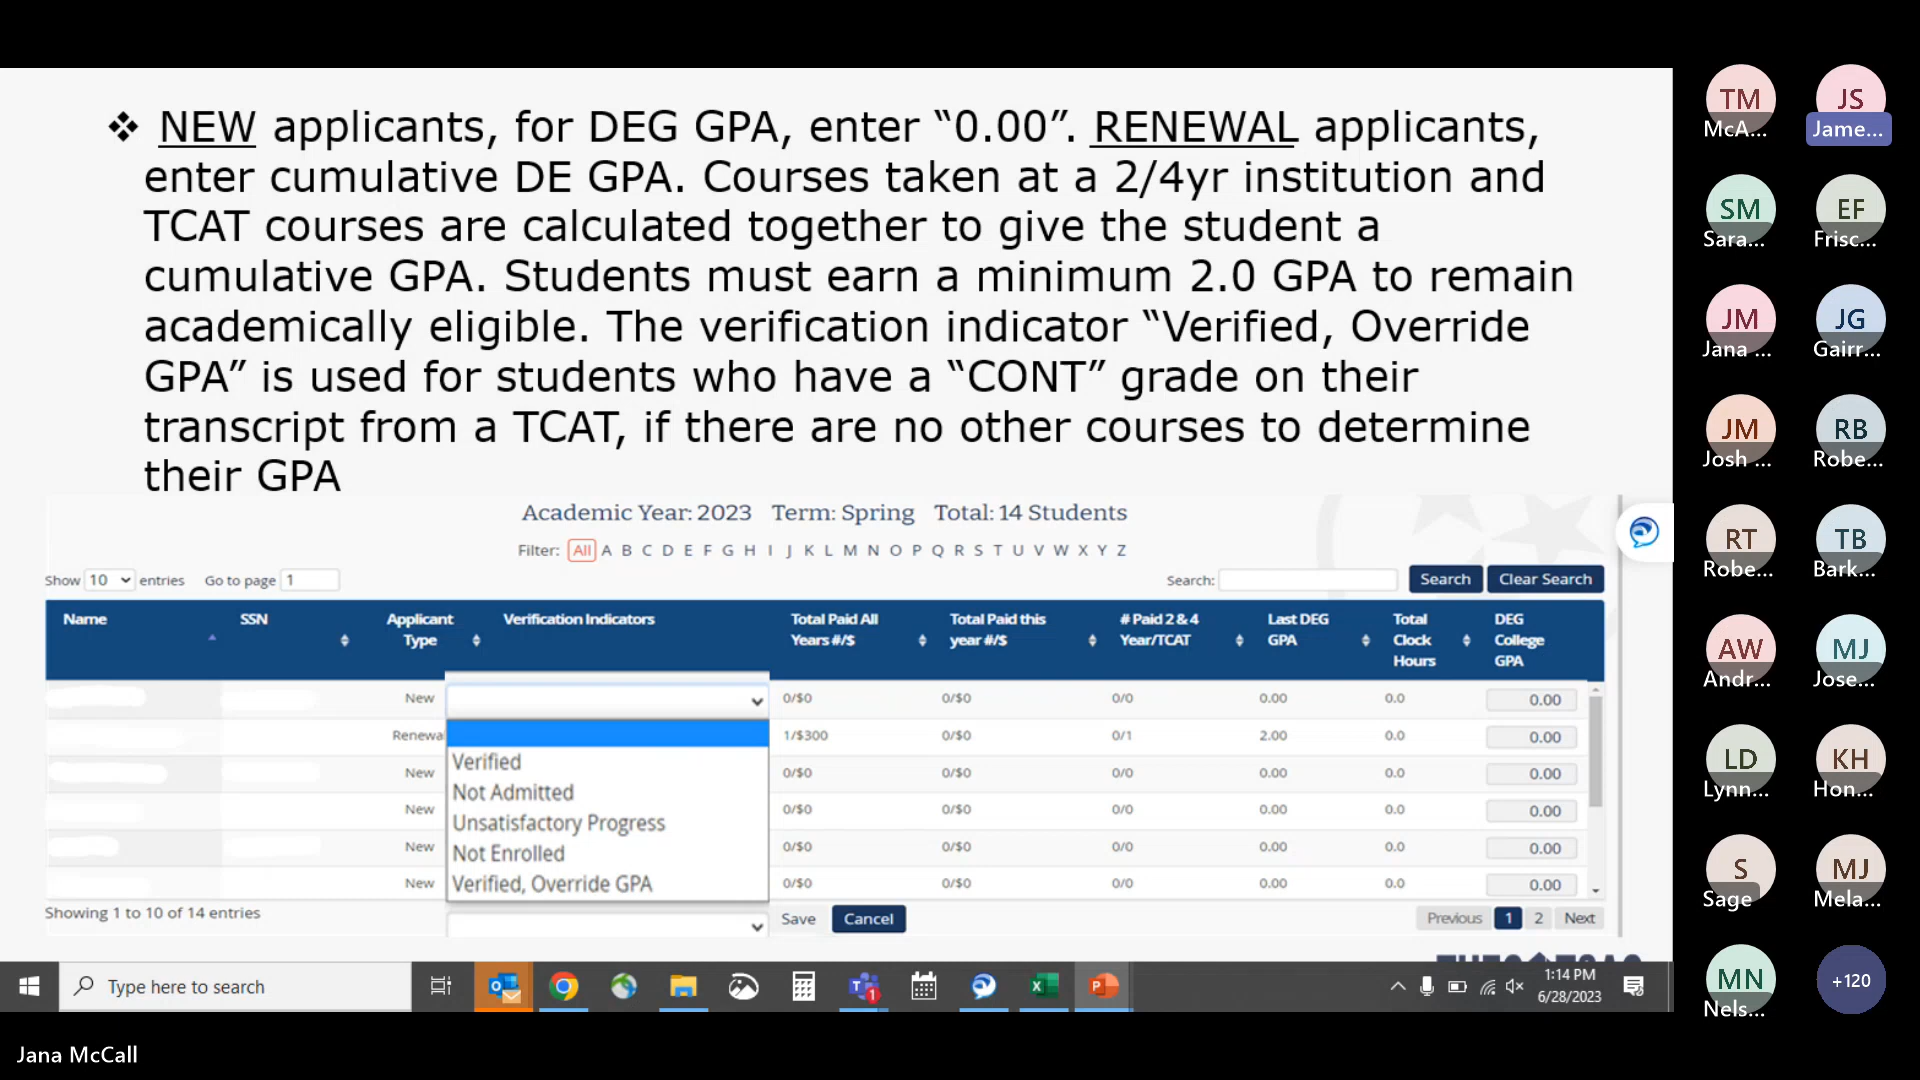 ❖ NEW applicants, for DEG GPA, enter “0.00”. RENEWAL applicants,
enter cumulative DE GPA. Courses taken at a 2/4yr institution and
TCAT courses are calculated together to give the student a
cumulative GPA. Students must earn a minimum 2.0 GPA to remain
academically eligible. The verification indicator “Verified, Override
GPA” is used for students who have a “CONT” grade on their
transcript from a TCAT, if there are no other courses to determine
their GPA
Academic Year: 2023 Term: Spring Total: 14 Students
Filter: All A B C D E F G H I J K L M N O P Q R S T U V W X Y Z
Show 10 entries Go to page 1 Search: Search Clear Search
Name SSN Applicant Type Verification Indicators Total Paid All Years #/$ Total Paid this year #/$ # Paid 2 & 4 Year/TCAT Last DEG GPA Total Clock Hours DEG College GPA
New 0/$0 0/$0 0/0 0.00 0.0 0.00
Renewal 1/$300 0/$0 0/1 2.00 0.0 0.00
Verified
New 0/$0 0/$0 0/0 0.00 0.0 0.00
Not Admitted
New 0/$0 0/$0 0/0 0.00 0.0 0.00
Unsatisfactory Progress
New 0/$0 0/$0 0/0 0.00 0.0 0.00
Not Enrolled
New 0/$0 0/$0 0/0 0.00 0.0 0.00
Verified, Override GPA
Showing 1 to 10 of 14 entries Save Cancel Previous 1 2 Next
Type here to search
1:14 PM
6/28/2023
Jana McCall
TM JS
McA... Jame...
SM EF
Sara... Frisc...
JM JG
Jana ... Gairr...
JM RB
Josh ... Robe...
RT TB
Robe... Bark...
AW MJ
Andr... Jose...
LD KH
Lynn... Hon...
S MJ
Sage Mela...
MN +120
Nels...